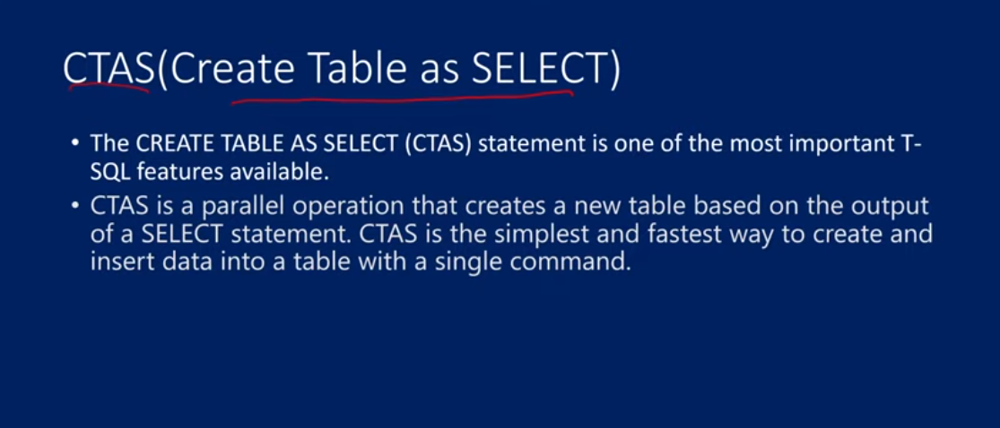 CTAS(Create Table as SELECT)
• The CREATE TABLE AS SELECT (CTAS) statement is one of the most important T-
SQL features available.
• CTAS is a parallel operation that creates a new table based on the output
of a SELECT statement. CTAS is the simplest and fastest way to create and
insert data into a table with a single command.